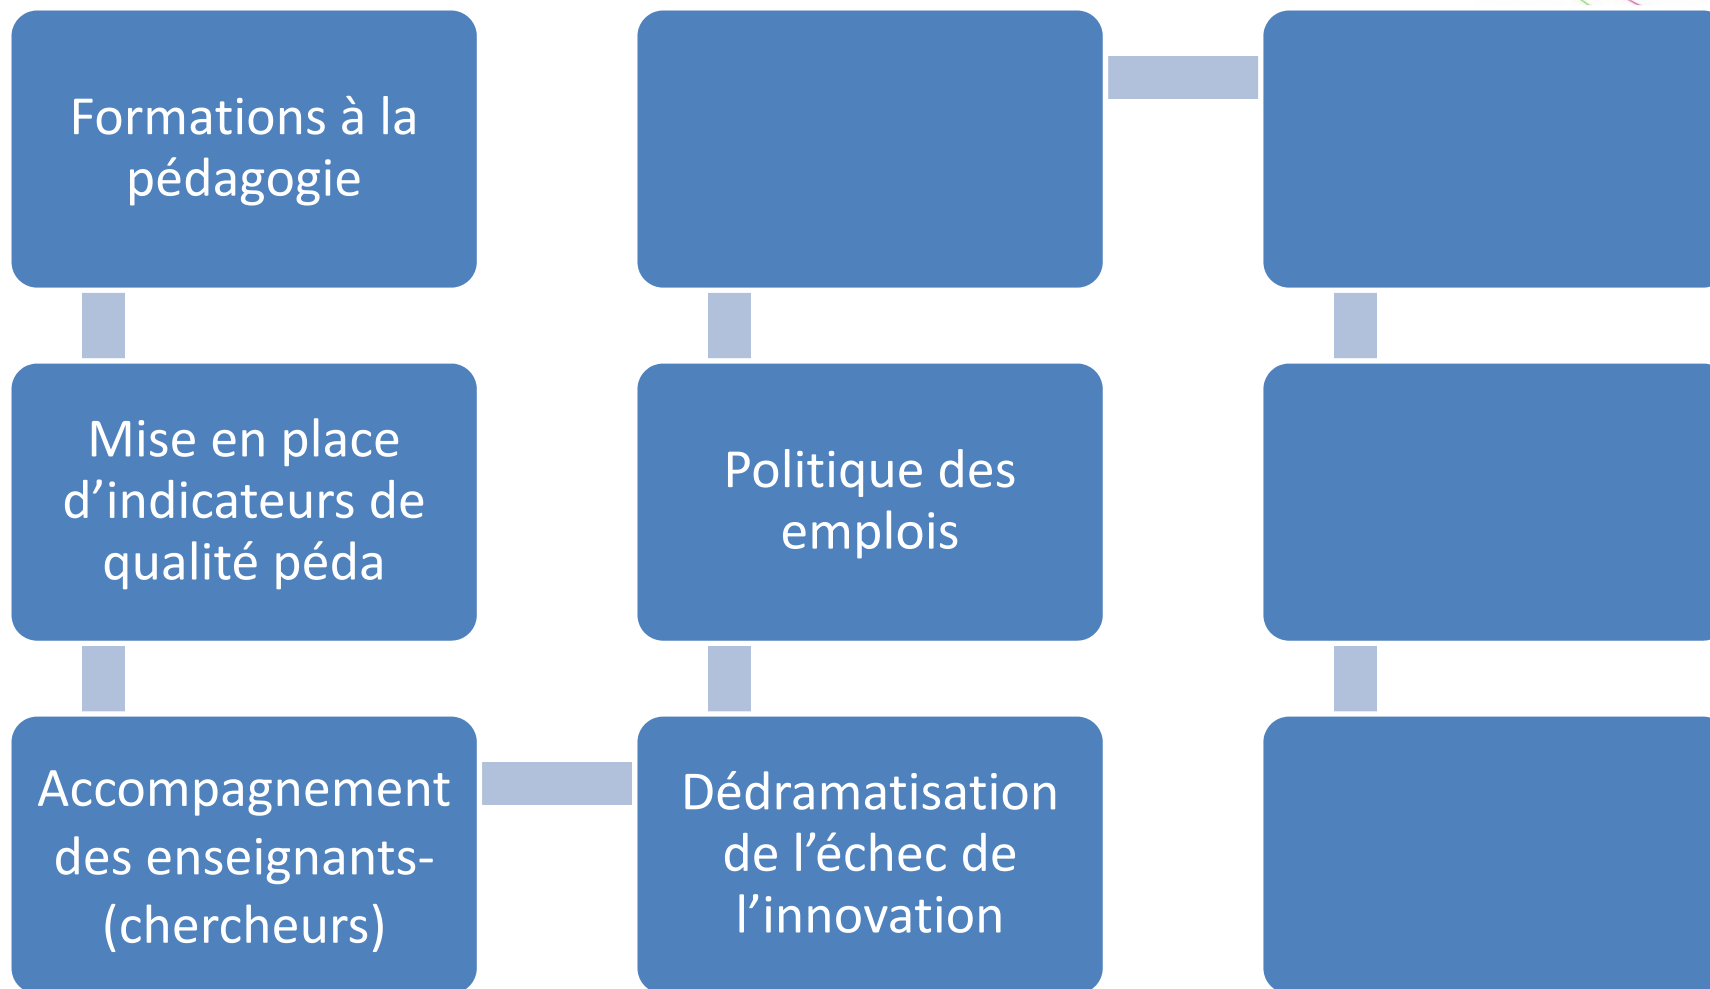 Formations à la
pédagogie
Mise en place
d’indicateurs de
qualité péda
Accompagnement
des enseignants-
(chercheurs)
Dédramatisation
de l’échec de
l’innovation
Politique des
emplois